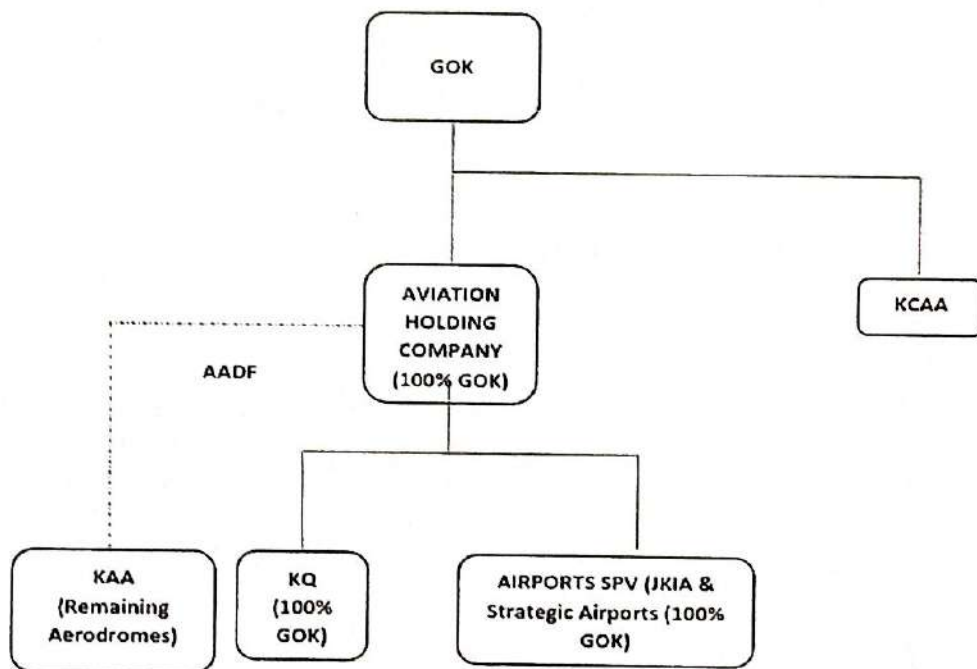 GOK
AVIATION
HOLDING
COMPANY
(100% GOK)
KCAA
AADF
KAA
(Remaining
Aerodromes)
KQ
(100%
GOK)
AIRPORTS SPV (JKIA &
Strategic Airports (100%
GOK)